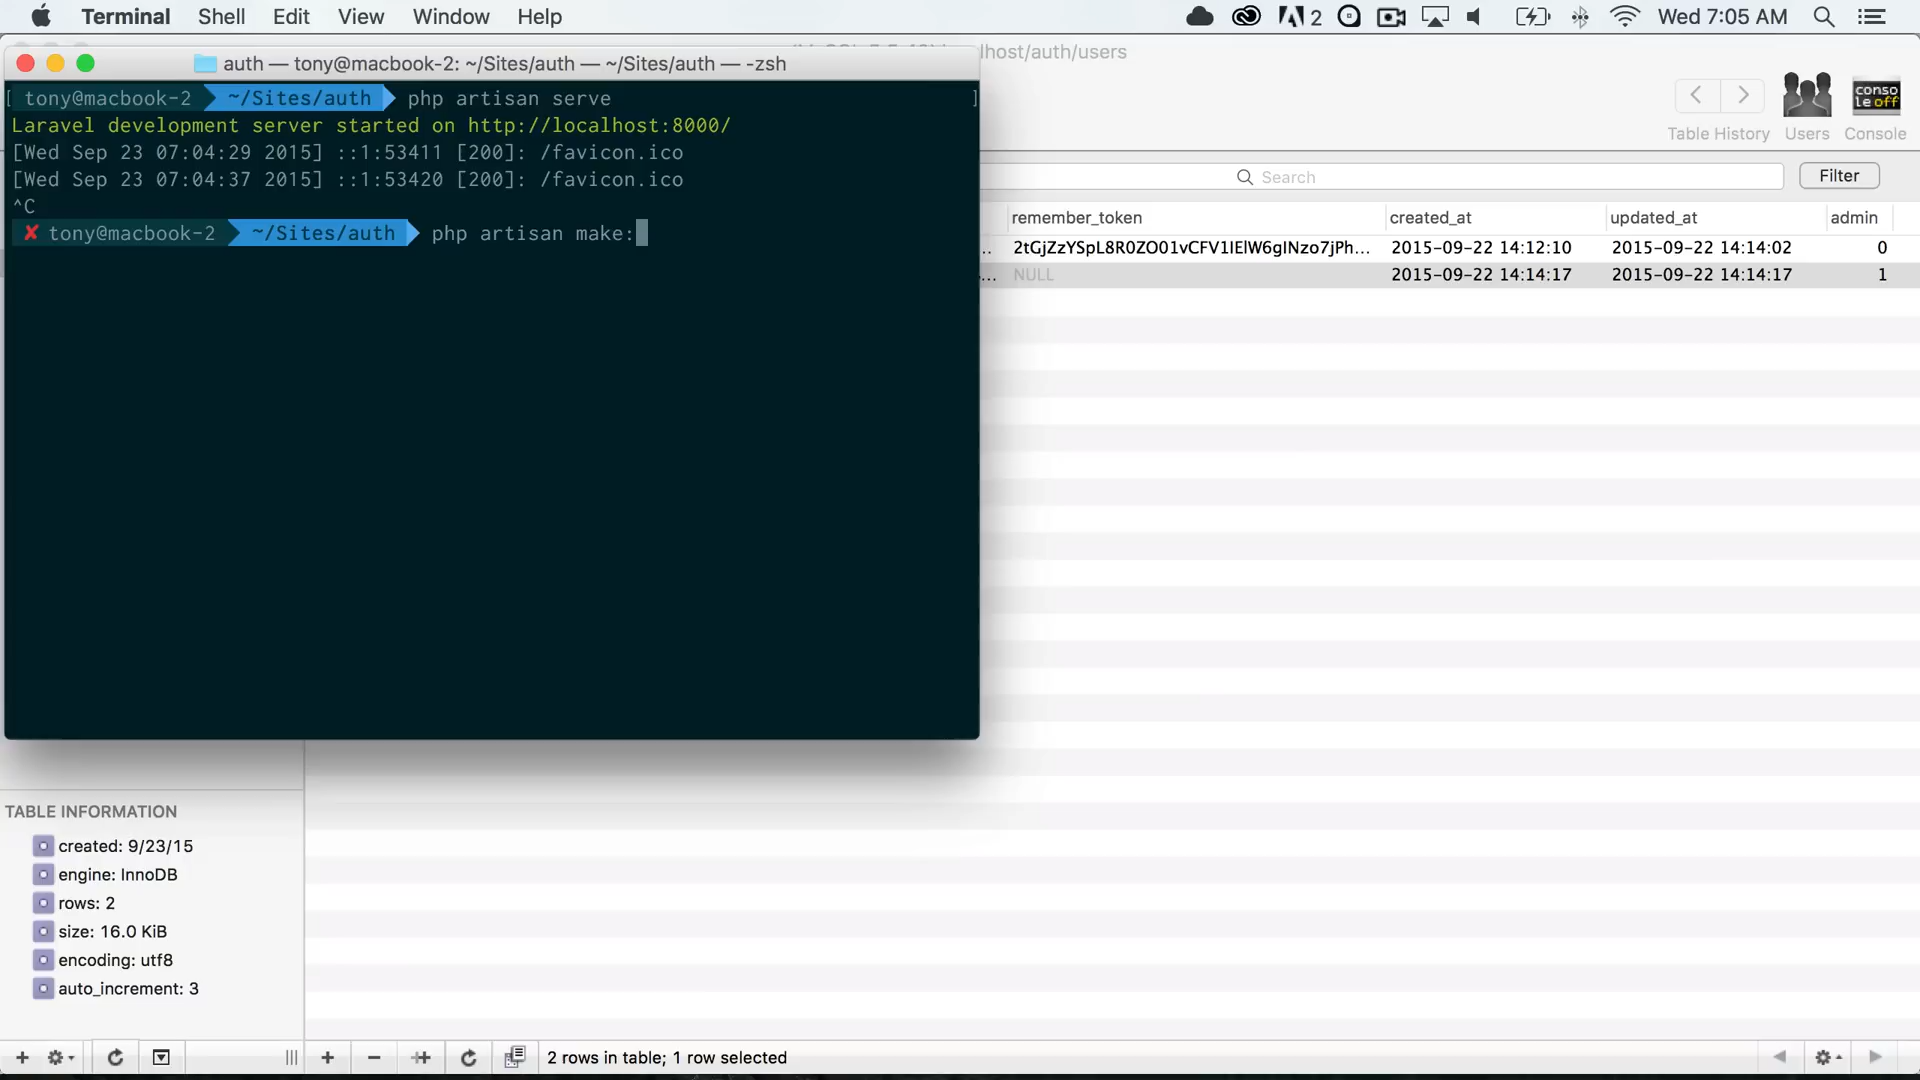 Terminal Shell Edit View Window Help 2 Wed 7:05 AM
auth — tony@macbook-2: ~/Sites/auth — ~/Sites/auth — -zsh
lhost/auth/users
[ tony@macbook-2 ~/Sites/auth php artisan serve ]
Laravel development server started on http://localhost:8000/
[Wed Sep 23 07:04:29 2015] ::1:53411 [200]: /favicon.ico
[Wed Sep 23 07:04:37 2015] ::1:53420 [200]: /favicon.ico
^C
✘ tony@macbook-2 ~/Sites/auth php artisan make:
conso
le off
Table History Users Console
Search Filter
remember_token created_at updated_at admin
... 2tGjZzYSpL8R0ZO01vCFV1IElW6gINzo7jPh... 2015-09-22 14:12:10 2015-09-22 14:14:02 0
... NULL 2015-09-22 14:14:17 2015-09-22 14:14:17 1
TABLE INFORMATION
created: 9/23/15
engine: InnoDB
rows: 2
size: 16.0 KiB
encoding: utf8
auto_increment: 3
2 rows in table; 1 row selected